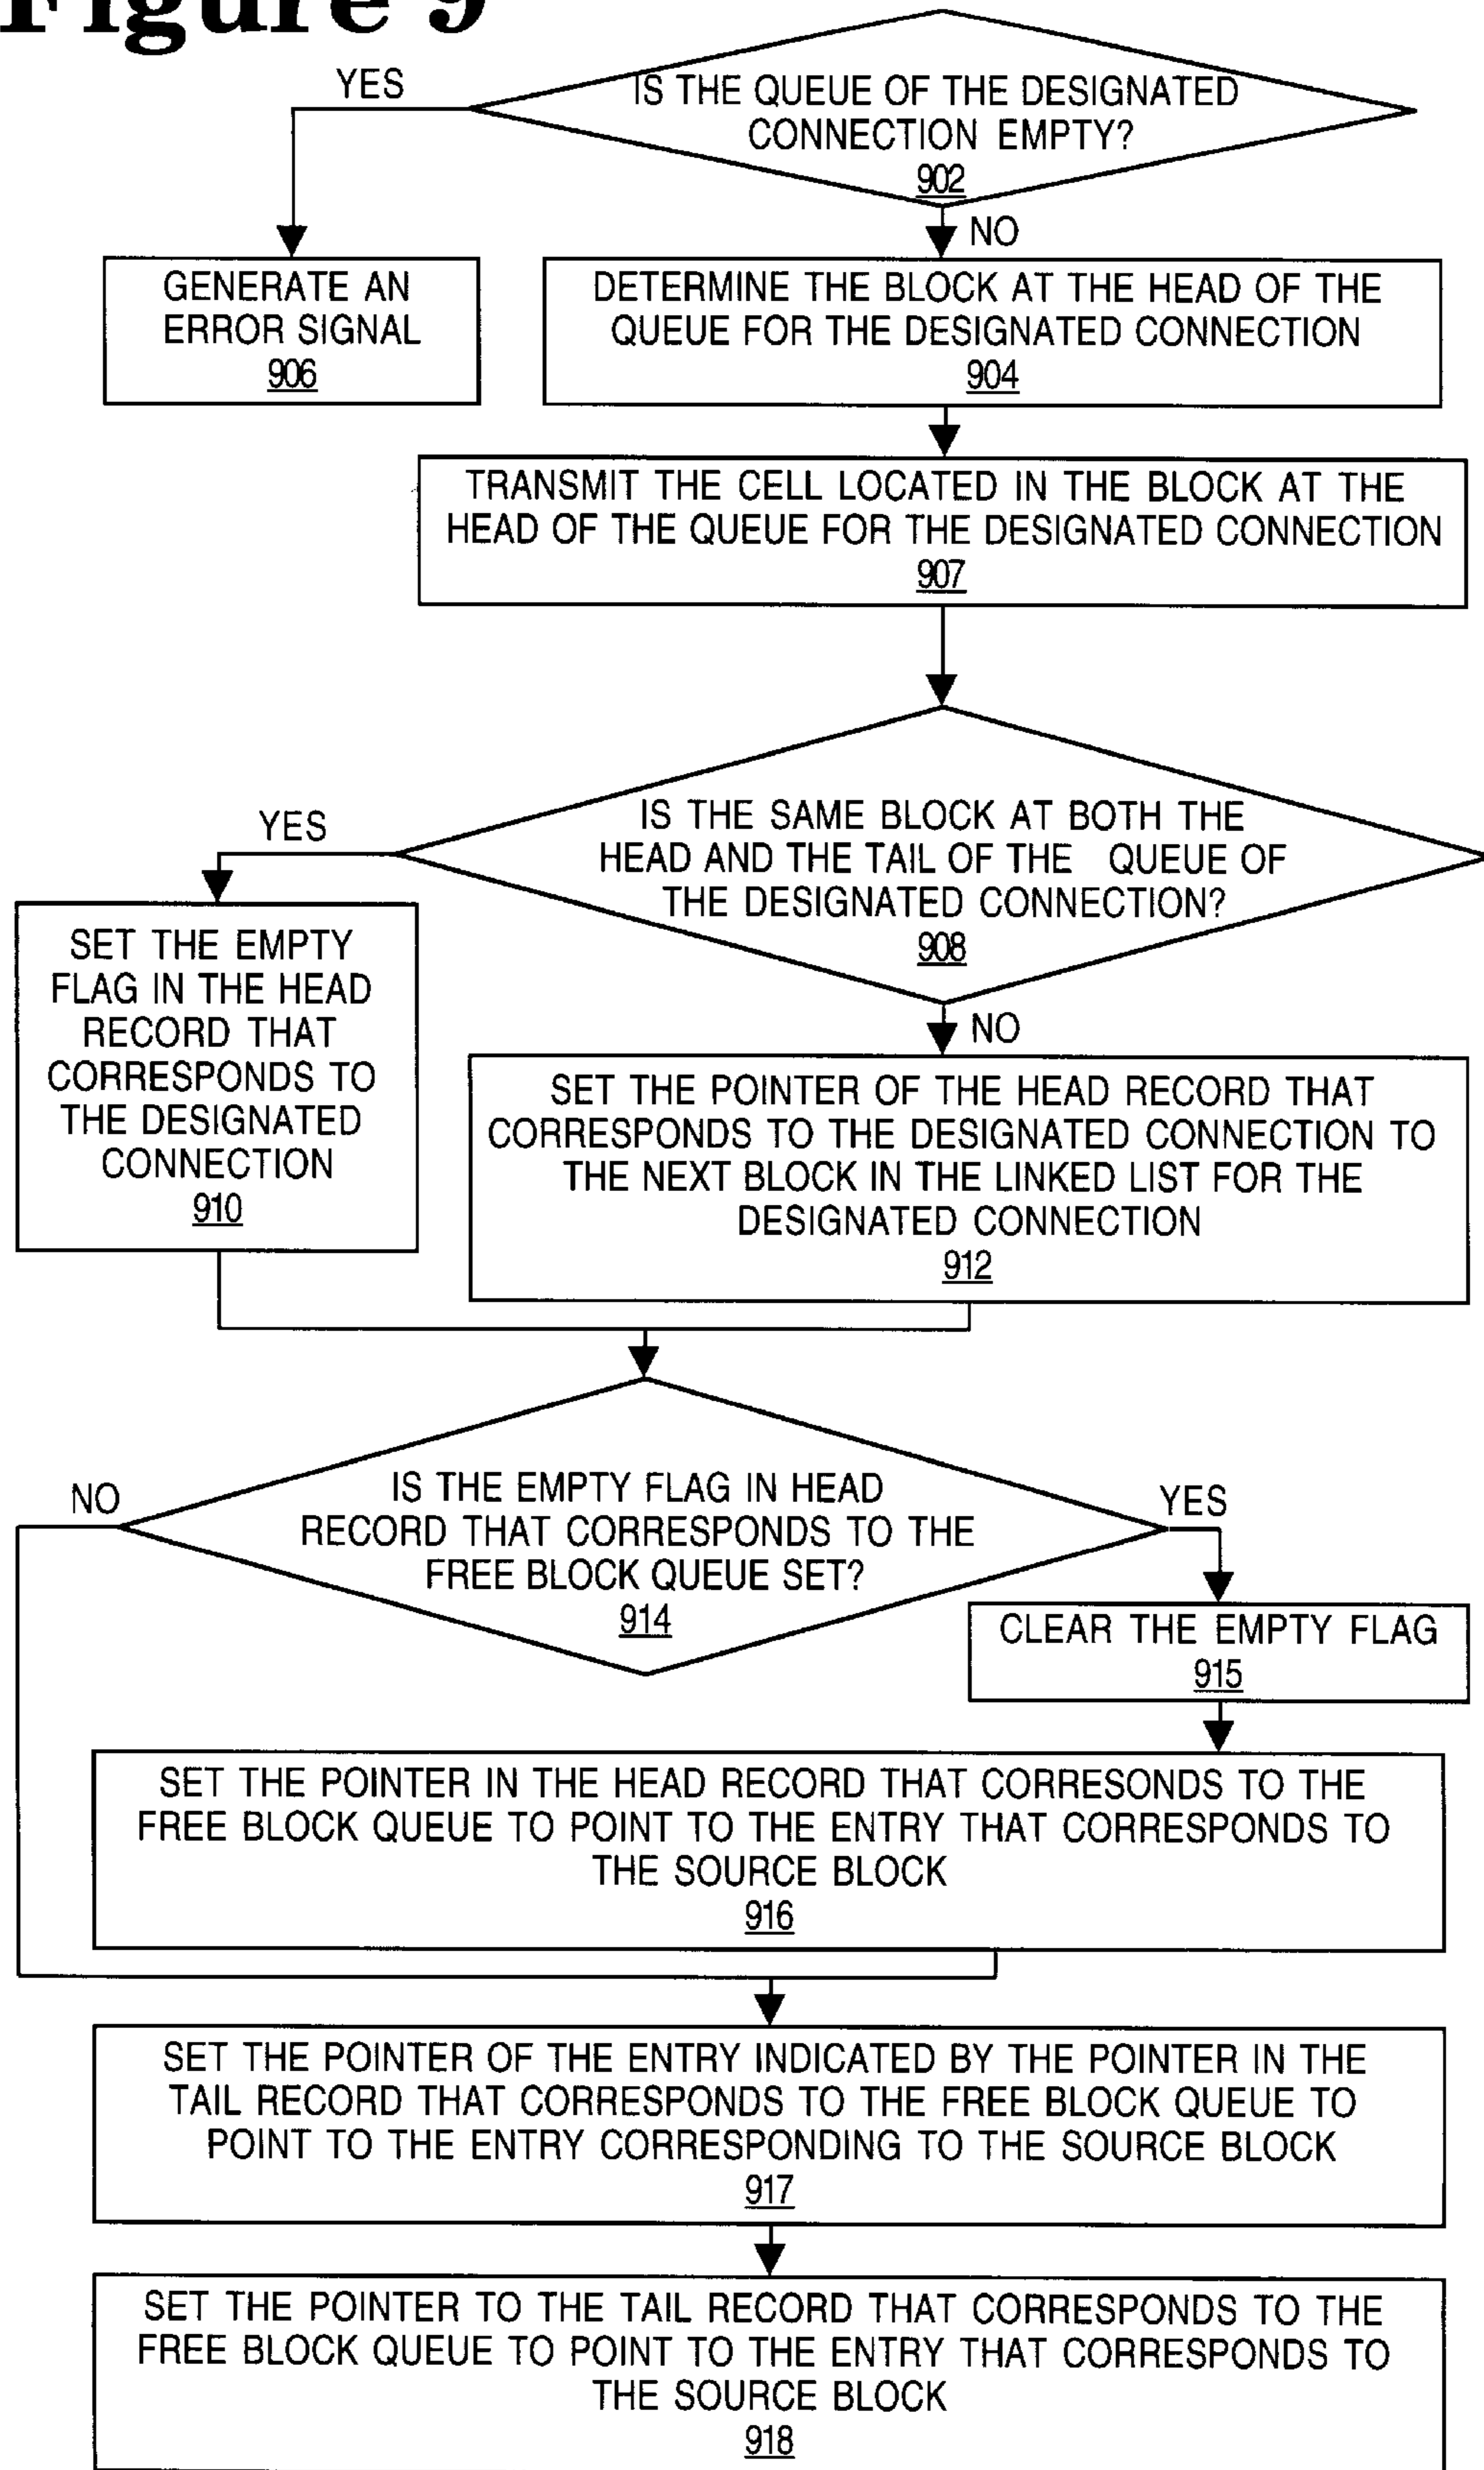 Figure 9
YES
IS THE QUEUE OF THE DESIGNATED
CONNECTION EMPTY?
902
NO
GENERATE AN
ERROR SIGNAL
906
DETERMINE THE BLOCK AT THE HEAD OF THE
QUEUE FOR THE DESIGNATED CONNECTION
904
TRANSMIT THE CELL LOCATED IN THE BLOCK AT THE
HEAD OF THE QUEUE FOR THE DESIGNATED CONNECTION
907
YES
IS THE SAME BLOCK AT BOTH THE
HEAD AND THE TAIL OF THE QUEUE OF
THE DESIGNATED CONNECTION?
908
NO
SET THE EMPTY
FLAG IN THE HEAD
RECORD THAT
CORRESPONDS TO
THE DESIGNATED
CONNECTION
910
SET THE POINTER OF THE HEAD RECORD THAT
CORRESPONDS TO THE DESIGNATED CONNECTION TO
THE NEXT BLOCK IN THE LINKED LIST FOR THE
DESIGNATED CONNECTION
912
NO
IS THE EMPTY FLAG IN HEAD
RECORD THAT CORRESPONDS TO THE
FREE BLOCK QUEUE SET?
914
YES
CLEAR THE EMPTY FLAG
915
SET THE POINTER IN THE HEAD RECORD THAT CORRESONDS TO THE
FREE BLOCK QUEUE TO POINT TO THE ENTRY THAT CORRESPONDS TO
THE SOURCE BLOCK
916
SET THE POINTER OF THE ENTRY INDICATED BY THE POINTER IN THE
TAIL RECORD THAT CORRESPONDS TO THE FREE BLOCK QUEUE TO
POINT TO THE ENTRY CORRESPONDING TO THE SOURCE BLOCK
917
SET THE POINTER TO THE TAIL RECORD THAT CORRESPONDS TO THE
FREE BLOCK QUEUE TO POINT TO THE ENTRY THAT CORRESPONDS TO
THE SOURCE BLOCK
918